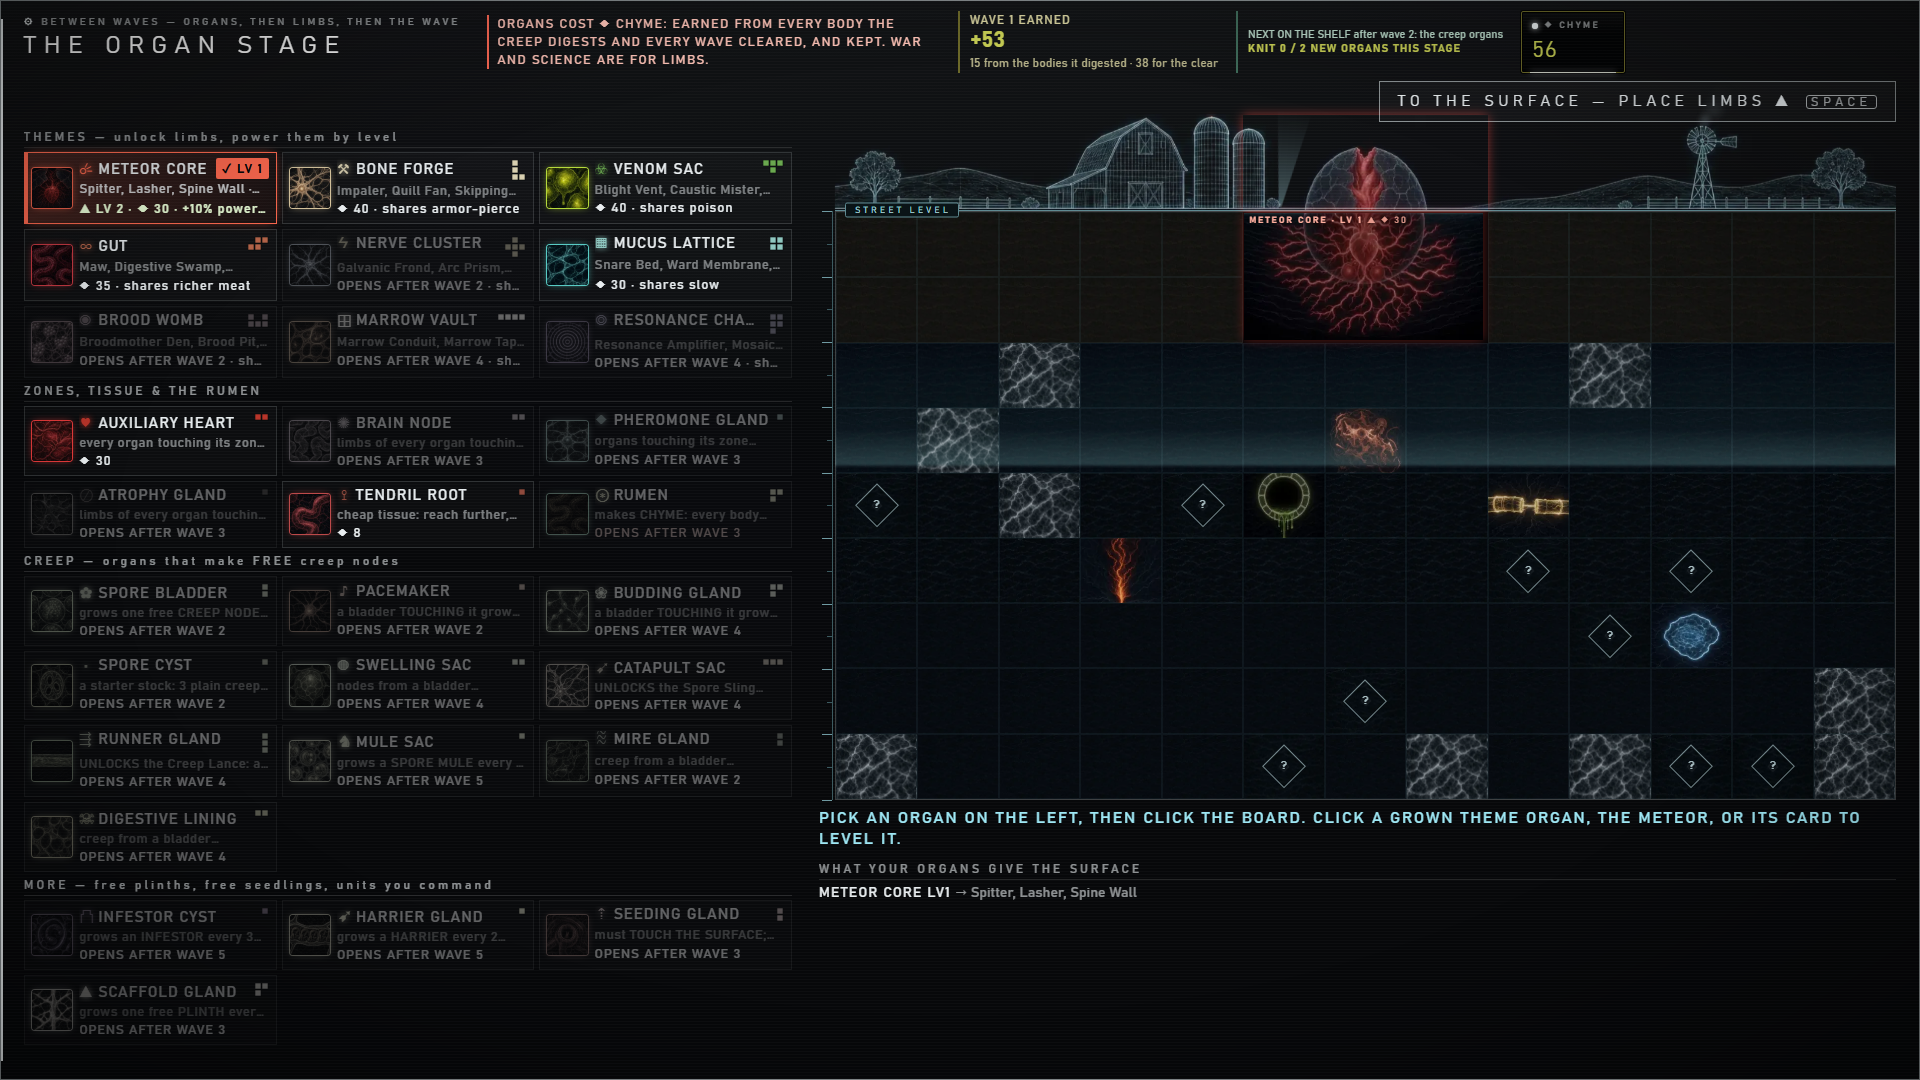 BETWEEN WAVES — ORGANS, THEN LIMBS, THEN THE WAVE
THE ORGAN STAGE
ORGANS COST ◆ CHYME: EARNED FROM EVERY BODY THE
CREEP DIGESTS AND EVERY WAVE CLEARED, AND KEPT. WAR
AND SCIENCE ARE FOR LIMBS.
WAVE 1 EARNED
+53
15 from the bodies it digested · 38 for the clear
NEXT ON THE SHELF after wave 2: the creep organs
KNIT 0 / 2 NEW ORGANS THIS STAGE
◆ CHYME
56
TO THE SURFACE — PLACE LIMBS ▲ SPACE
THEMES — unlock limbs, power them by level
METEOR CORE ✓ LV 1
Spitter, Lasher, Spine Wall ·…
▲ LV 2 · ◆ 30 · +10% power…
BONE FORGE
Impaler, Quill Fan, Skipping…
◆ 40 · shares armor-pierce
VENOM SAC
Blight Vent, Caustic Mister,…
◆ 40 · shares poison
GUT
Maw, Digestive Swamp,…
◆ 35 · shares richer meat
NERVE CLUSTER
Galvanic Frond, Arc Prism,…
OPENS AFTER WAVE 2 · sh…
MUCUS LATTICE
Snare Bed, Ward Membrane,…
◆ 30 · shares slow
BROOD WOMB
Broodmother Den, Brood Pit,…
OPENS AFTER WAVE 2 · sh…
MARROW VAULT
Marrow Conduit, Marrow Tap…
OPENS AFTER WAVE 4 · sh…
RESONANCE CHA…
Resonance Amplifier, Mosaic…
OPENS AFTER WAVE 4 · sh…
ZONES, TISSUE & THE RUMEN
AUXILIARY HEART
every organ touching its zon…
◆ 30
BRAIN NODE
limbs of every organ touchin…
OPENS AFTER WAVE 3
PHEROMONE GLAND
organs touching its zone…
OPENS AFTER WAVE 3
ATROPHY GLAND
limbs of every organ touchin…
OPENS AFTER WAVE 3
TENDRIL ROOT
cheap tissue: reach further,…
◆ 8
RUMEN
makes CHYME: every body…
OPENS AFTER WAVE 3
CREEP — organs that make FREE creep nodes
SPORE BLADDER
grows one free CREEP NODE…
OPENS AFTER WAVE 2
PACEMAKER
a bladder TOUCHING it grow…
OPENS AFTER WAVE 2
BUDDING GLAND
a bladder TOUCHING it grow…
OPENS AFTER WAVE 4
SPORE CYST
a starter stock: 3 plain creep…
OPENS AFTER WAVE 2
SWELLING SAC
nodes from a bladder…
OPENS AFTER WAVE 4
CATAPULT SAC
UNLOCKS the Spore Sling…
OPENS AFTER WAVE 4
RUNNER GLAND
UNLOCKS the Creep Lance: a…
OPENS AFTER WAVE 4
MULE SAC
grows a SPORE MULE every …
OPENS AFTER WAVE 5
MIRE GLAND
creep from a bladder…
OPENS AFTER WAVE 2
DIGESTIVE LINING
creep from a bladder…
OPENS AFTER WAVE 4
MORE — free plinths, free seedlings, units you command
INFESTOR CYST
grows an INFESTOR every 3…
OPENS AFTER WAVE 5
HARRIER GLAND
grows a HARRIER every 2…
OPENS AFTER WAVE 5
SEEDING GLAND
must TOUCH THE SURFACE;…
OPENS AFTER WAVE 3
SCAFFOLD GLAND
grows one free PLINTH ever…
OPENS AFTER WAVE 3
STREET LEVEL
METEOR CORE · LV 1 ▲ ◆ 30
? ?
? ?
?
?
? ? ?
PICK AN ORGAN ON THE LEFT, THEN CLICK THE BOARD. CLICK A GROWN THEME ORGAN, THE METEOR, OR ITS CARD TO
LEVEL IT.
WHAT YOUR ORGANS GIVE THE SURFACE
METEOR CORE LV1 → Spitter, Lasher, Spine Wall